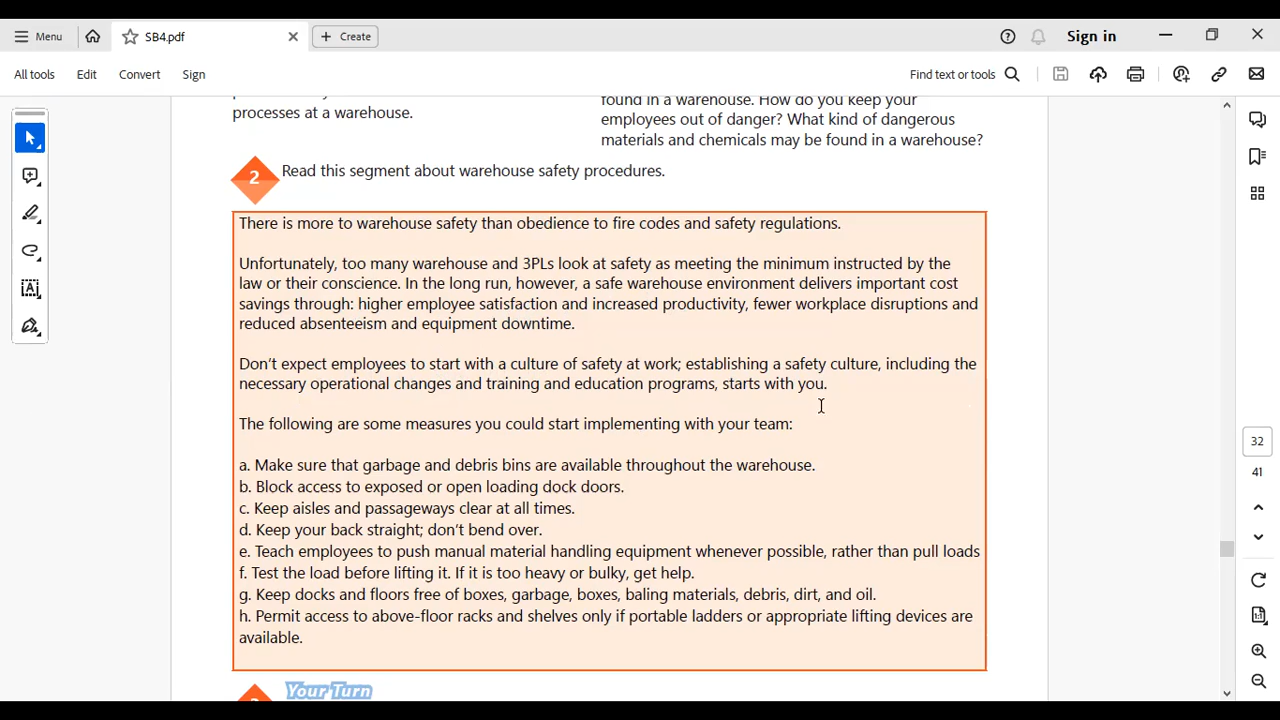 Menu
SB4.pdf
Create
Sign in
All tools
Edit
Convert
Sign
Find text or tools
processes at a warehouse.
found in a warehouse. How do you keep your
employees out of danger? What kind of dangerous
materials and chemicals may be found in a warehouse?
2
Read this segment about warehouse safety procedures.
There is more to warehouse safety than obedience to fire codes and safety regulations.
Unfortunately, too many warehouse and 3PLs look at safety as meeting the minimum instructed by the
law or their conscience. In the long run, however, a safe warehouse environment delivers important cost
savings through: higher employee satisfaction and increased productivity, fewer workplace disruptions and
reduced absenteeism and equipment downtime.
Don't expect employees to start with a culture of safety at work; establishing a safety culture, including the
necessary operational changes and training and education programs, starts with you.
The following are some measures you could start implementing with your team:
a. Make sure that garbage and debris bins are available throughout the warehouse.
b. Block access to exposed or open loading dock doors.
c. Keep aisles and passageways clear at all times.
d. Keep your back straight; don't bend over.
e. Teach employees to push manual material handling equipment whenever possible, rather than pull loads
f. Test the load before lifting it. If it is too heavy or bulky, get help.
g. Keep docks and floors free of boxes, garbage, boxes, baling materials, debris, dirt, and oil.
h. Permit access to above-floor racks and shelves only if portable ladders or appropriate lifting devices are
available.
Your Turn
32
41